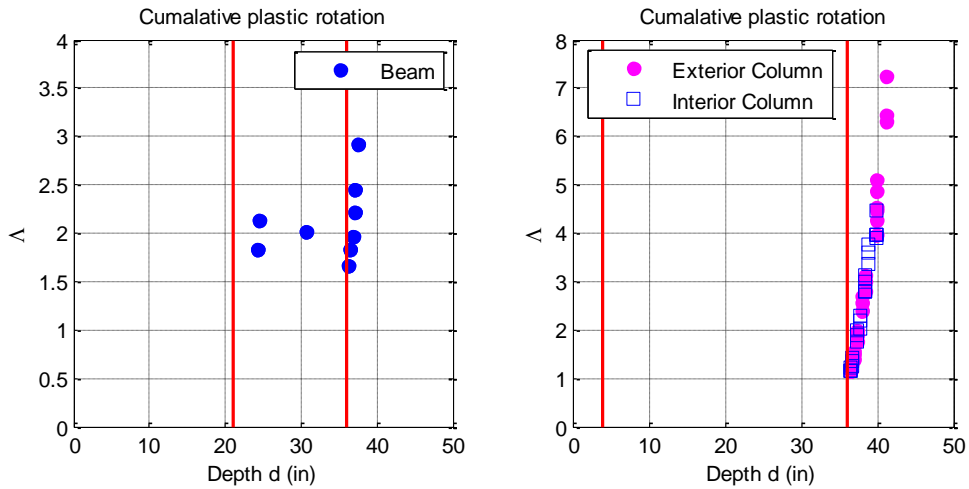 Cumalative plastic rotation
4
3.5
3
2.5
2
1.5
1
0.5
0
Λ
Beam
0 10 20 30 40 50
Depth d (in)
Cumalative plastic rotation
8
7
6
5
4
3
2
1
0
Λ
Exterior Column
Interior Column
0 10 20 30 40 50
Depth d (in)